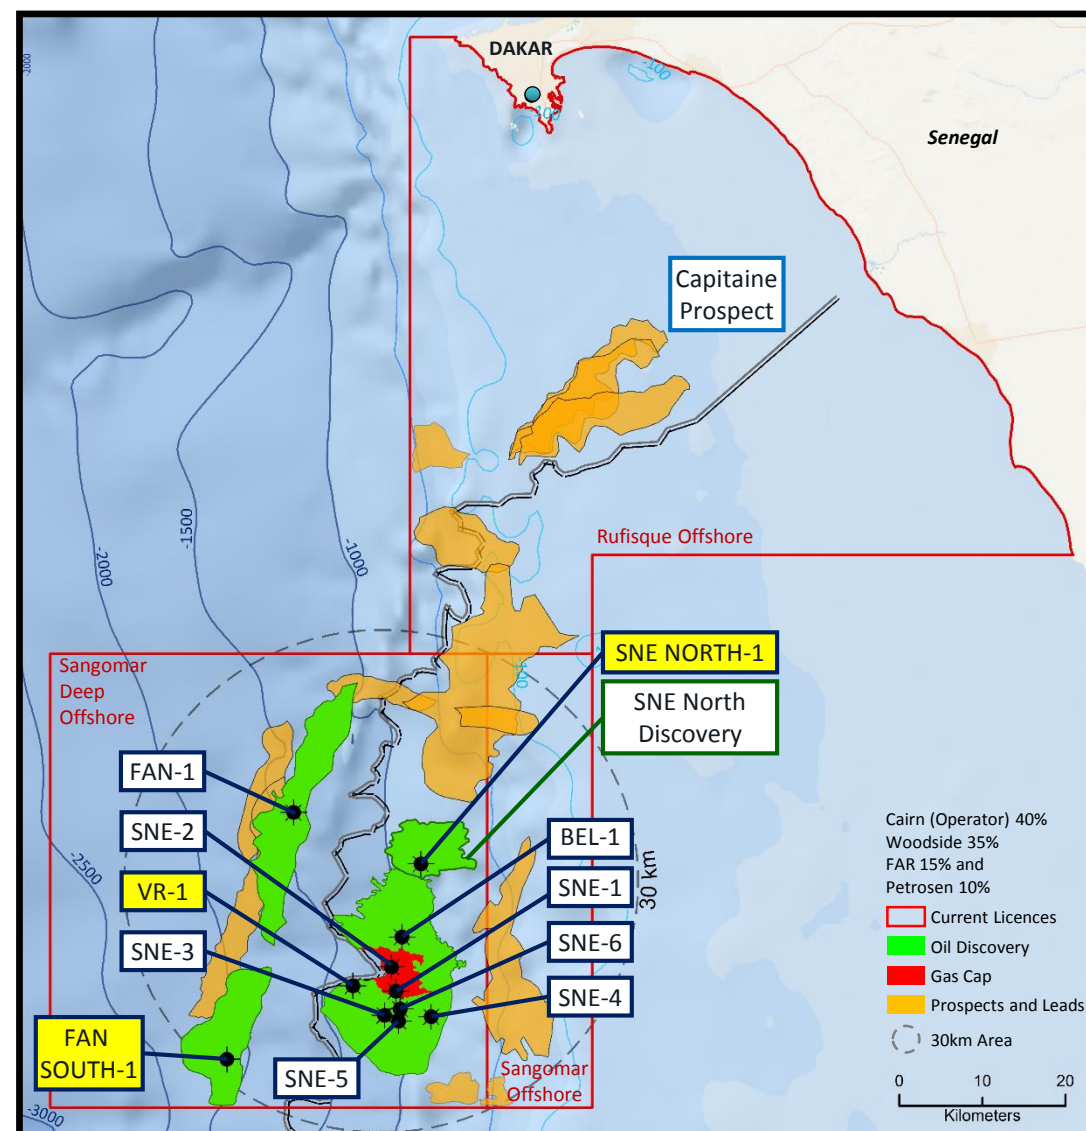 -2000
DAKAR
-100
-100
Senegal
Capitaine
Prospect
-1500
-2000
-1000
Rufisque Offshore
Sangomar
Deep
Offshore
SNE NORTH-1
-100
SNE North
Discovery
FAN-1
SNE-2
BEL-1
-2500
VR-1
SNE-1
30 km
SNE-3
SNE-6
SNE-4
FAN
SOUTH-1
SNE-5
Sangomar
Offshore
-3000
Cairn (Operator) 40%
Woodside 35%
FAR 15% and
Petrosen 10%
Current Licences
Oil Discovery
Gas Cap
Prospects and Leads
30km Area
0 10 20
Kilometers